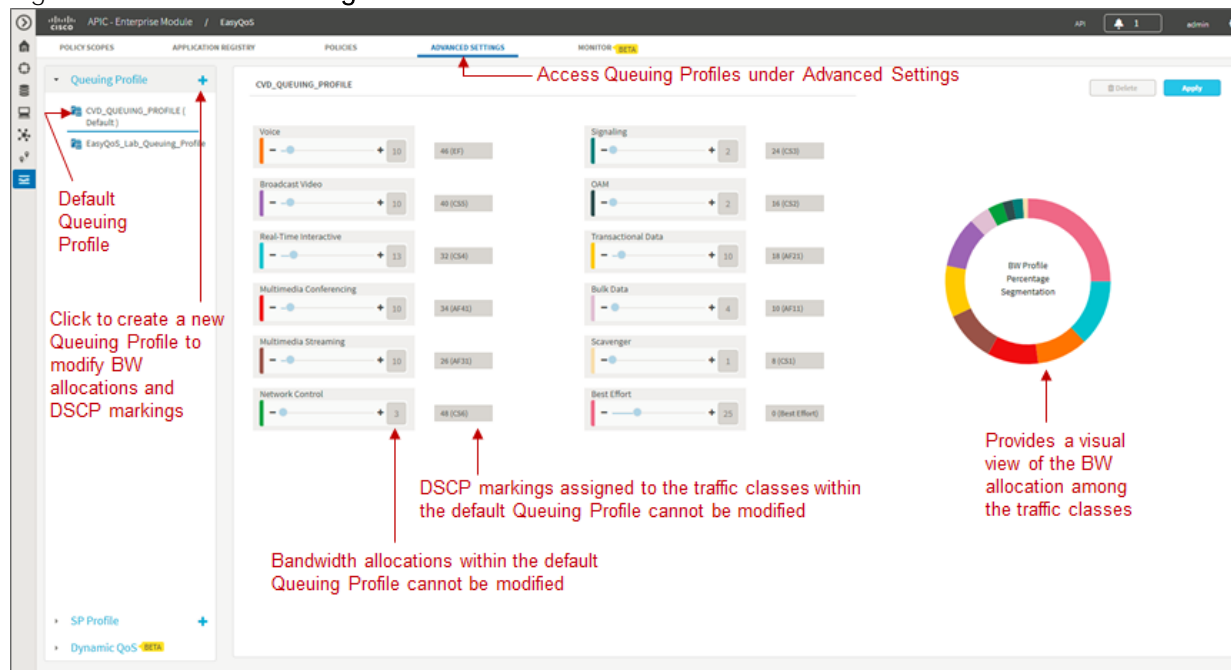 cisco APIC - Enterprise Module / EasyQoS
API 1 admin
POLICY SCOPES APPLICATION REGISTRY POLICIES ADVANCED SETTINGS MONITOR BETA
Queuing Profile +
CVD_QUEUING_PROFILE (
Default )
EasyQoS_Lab_Queuing_Profile
Default
Queuing
Profile
Click to create a new
Queuing Profile to
modify BW
allocations and
DSCP markings
SP Profile +
Dynamic QoS BETA
Access Queuing Profiles under Advanced Settings
CVD_QUEUING_PROFILE
Delete Apply
Voice
- + 10 46 (EF)
Signaling
- + 2 24 (CS3)
Broadcast Video
- + 10 40 (CS5)
OAM
- + 2 16 (CS2)
Real-Time Interactive
- + 13 32 (CS4)
Transactional Data
- + 10 18 (AF21)
Multimedia Conferencing
- + 10 34 (AF41)
Bulk Data
- + 4 10 (AF11)
Multimedia Streaming
- + 10 26 (AF31)
Scavenger
- + 1 8 (CS1)
Network Control
- + 3 48 (CS6)
Best Effort
- + 25 0 (Best Effort)
BW Profile
Percentage
Segmentation
DSCP markings assigned to the traffic classes within
the default Queuing Profile cannot be modified
Bandwidth allocations within the default
Queuing Profile cannot be modified
Provides a visual
view of the BW
allocation among
the traffic classes